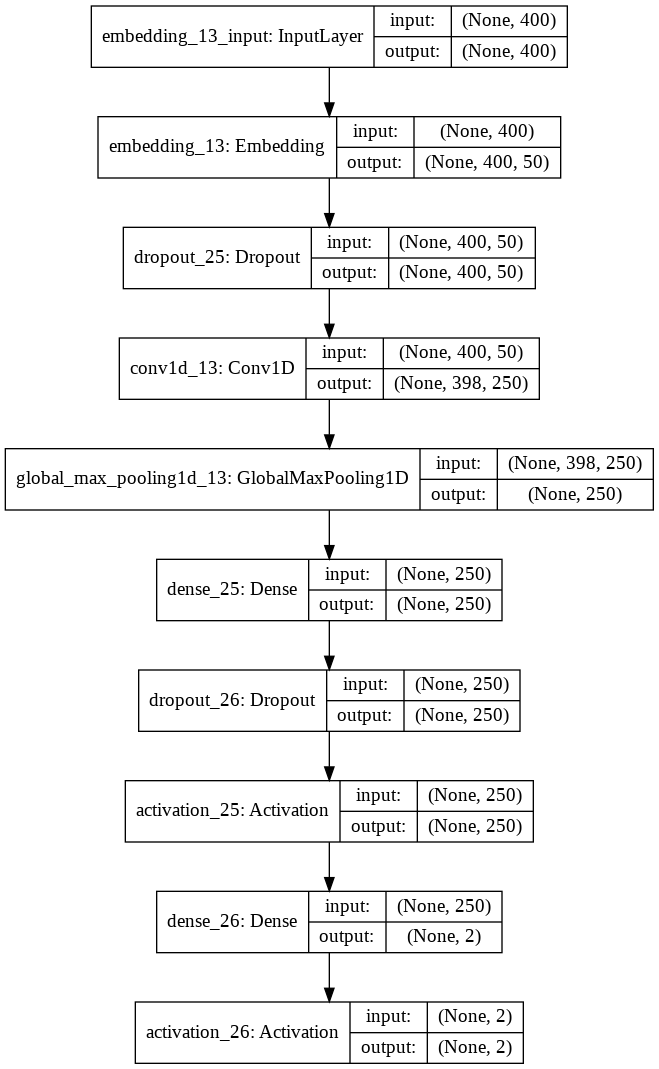 embedding_13_input: InputLayer
input: (None, 400)
output: (None, 400)
embedding_13: Embedding
input: (None, 400)
output: (None, 400, 50)
dropout_25: Dropout
input: (None, 400, 50)
output: (None, 400, 50)
conv1d_13: Conv1D
input: (None, 400, 50)
output: (None, 398, 250)
global_max_pooling1d_13: GlobalMaxPooling1D
input: (None, 398, 250)
output: (None, 250)
dense_25: Dense
input: (None, 250)
output: (None, 250)
dropout_26: Dropout
input: (None, 250)
output: (None, 250)
activation_25: Activation
input: (None, 250)
output: (None, 250)
dense_26: Dense
input: (None, 250)
output: (None, 2)
activation_26: Activation
input: (None, 2)
output: (None, 2)